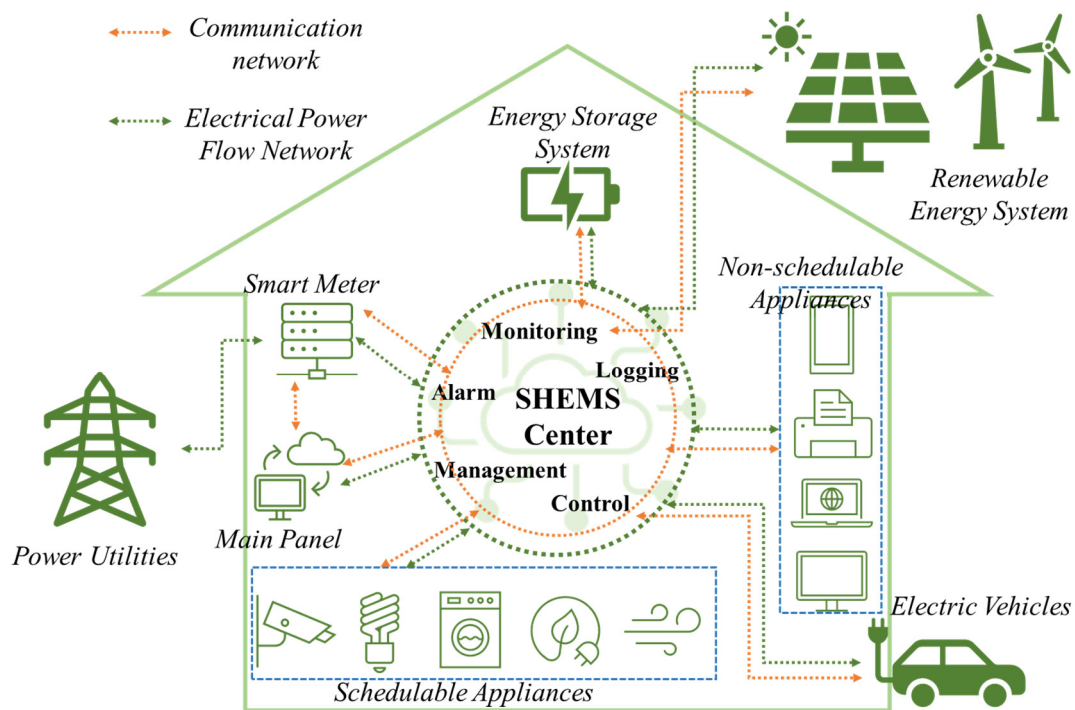 Communication
network
Electrical Power
Flow Network
Energy Storage
System
Renewable
Energy System
Smart Meter
Non-schedulable
Appliances
Monitoring
Logging
Alarm
SHEMS
Center
Management
Control
Power Utilities
Main Panel
Electric Vehicles
Schedulable Appliances